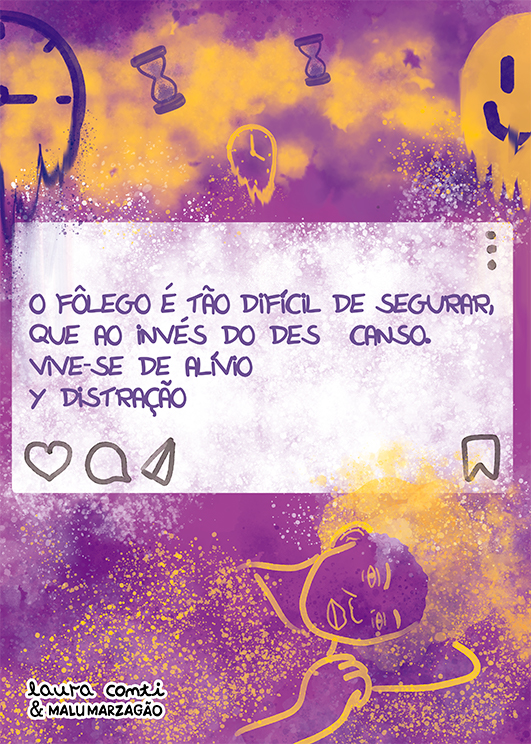 O FÔLEGO É TÃO DIFÍCIL DE SEGURAR,
QUE AO INVÉS DO DES CANSO.
VIVE-SE DE ALÍVIO
Y DISTRAÇÃO
laura comti
& MALU MARZAGÃO